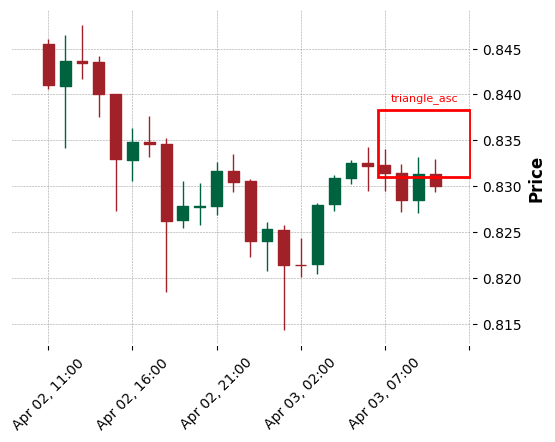 triangle_asc
0.845
0.840
0.835
0.830
0.825
0.820
0.815
Price
Apr 02, 11:00
Apr 02, 16:00
Apr 02, 21:00
Apr 03, 02:00
Apr 03, 07:00